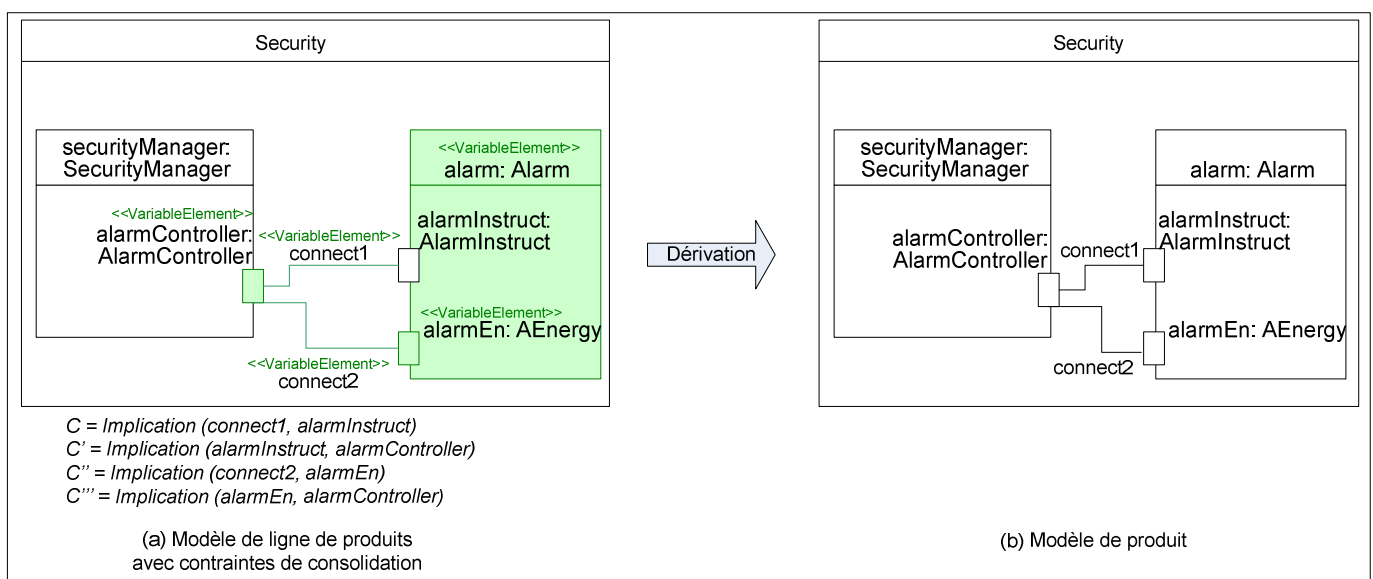 Security
securityManager:
SecurityManager
<<VariableElement>>
alarm: Alarm
<<VariableElement>>
alarmController:
AlarmController
<<VariableElement>>
connect1
alarmInstruct:
AlarmInstruct
<<VariableElement>>
alarmEn: AEnergy
<<VariableElement>>
connect2
C = Implication (connect1, alarmInstruct)
C' = Implication (alarmInstruct, alarmController)
C'' = Implication (connect2, alarmEn)
C''' = Implication (alarmEn, alarmController)
(a) Modèle de ligne de produits
avec contraintes de consolidation
Dérivation
Security
securityManager:
SecurityManager
alarm: Alarm
alarmController:
AlarmController
connect1
alarmInstruct:
AlarmInstruct
alarmEn: AEnergy
connect2
(b) Modèle de produit